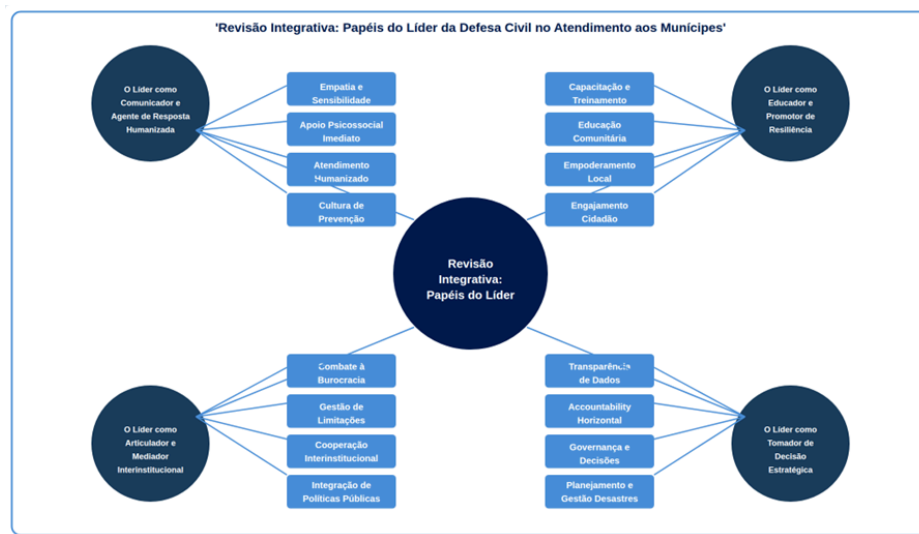 'Revisão Integrativa: Papéis do Líder da Defesa Civil no Atendimento aos Munícipes'
O Líder como
Comunicador e
Agente de Resposta
Humanizada
Empatia e
Sensibilidade
Apoio Psicossocial
Imediato
Atendimento
Humanizado
Cultura de
Prevenção
Capacitação e
Treinamento
Educação
Comunitária
Empoderamento
Local
Engajamento
Cidadão
O Líder como
Educador e
Promotor de
Resiliência
Revisão
Integrativa:
Papéis do Líder
O Líder como
Articulador e
Mediador
Interinstitucional
Combate à
Burocracia
Gestão de
Limitações
Cooperação
Interinstitucional
Integração de
Políticas Públicas
Transparência
de Dados
Accountability
Horizontal
Governança e
Decisões
Planejamento e
Gestão Desastres
O Líder como
Tomador de
Decisão
Estratégica